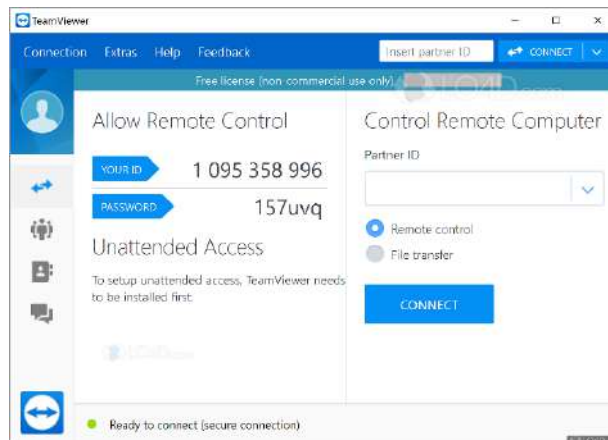 TeamViewer
Connection Extras Help Feedback
Insert partner ID
CONNECT
Free license (non-commercial use only)
Allow Remote Control
YOUR ID 1 095 358 996
PASSWORD 157uvq
Unattended Access
To setup unattended access, TeamViewer needs
to be installed first.
Control Remote Computer
Partner ID
Remote control
File transfer
CONNECT
Ready to connect (secure connection)